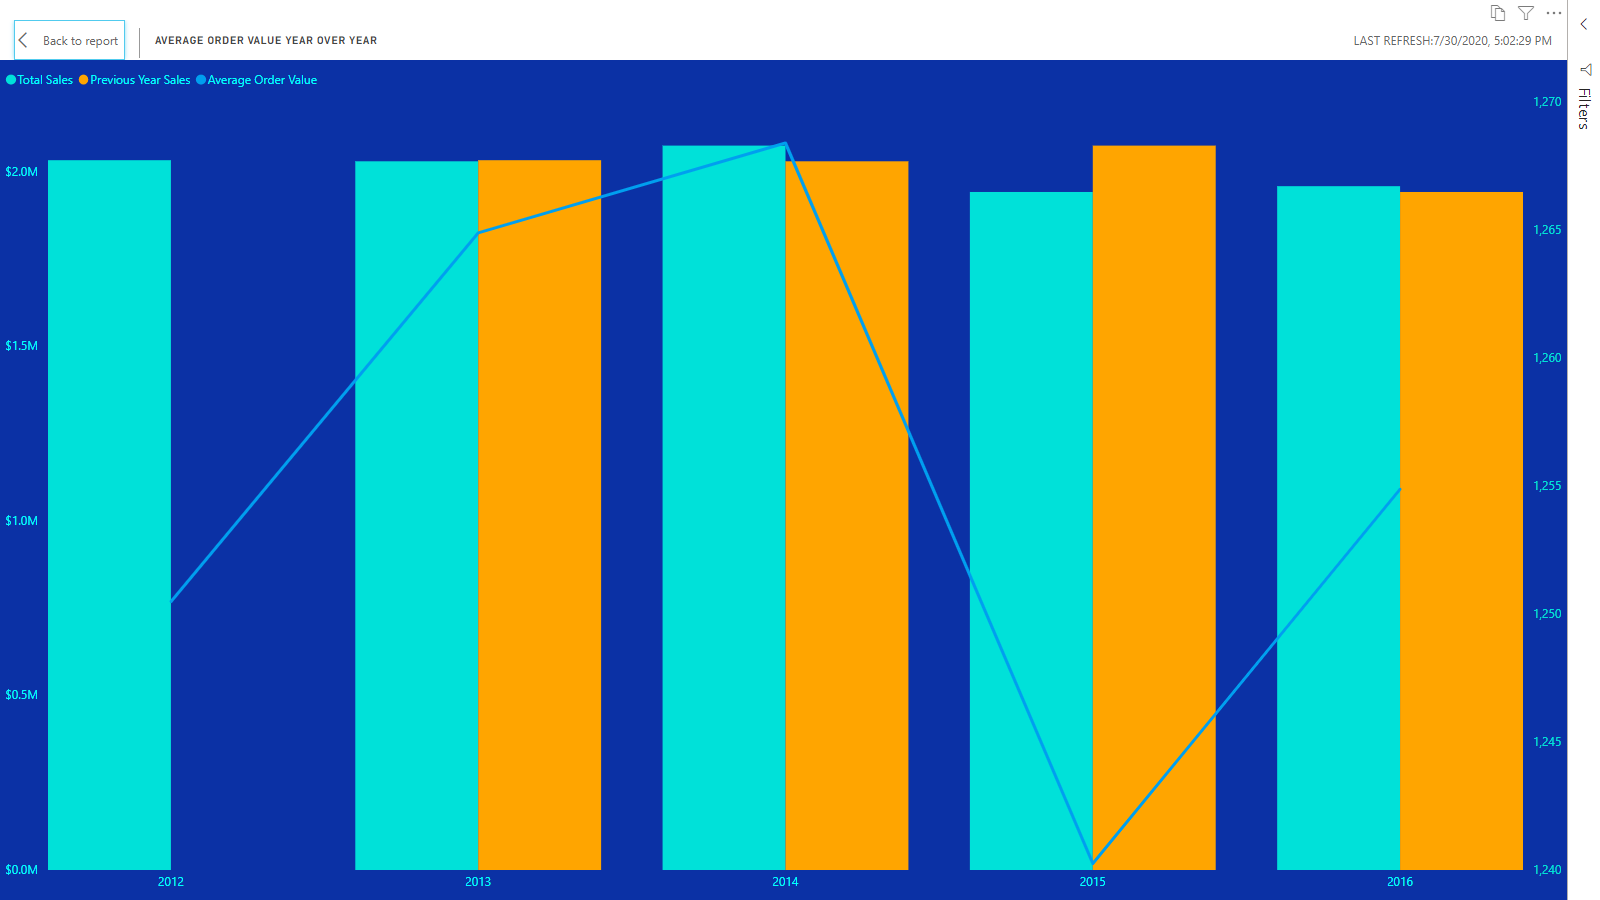 Back to report
AVERAGE ORDER VALUE YEAR OVER YEAR
LAST REFRESH:7/30/2020, 5:02:29 PM
Filters
Total Sales Previous Year Sales Average Order Value
$2.0M
$1.5M
$1.0M
$0.5M
$0.0M
1,270
1,265
1,260
1,255
1,250
1,245
1,240
2012 2013 2014 2015 2016